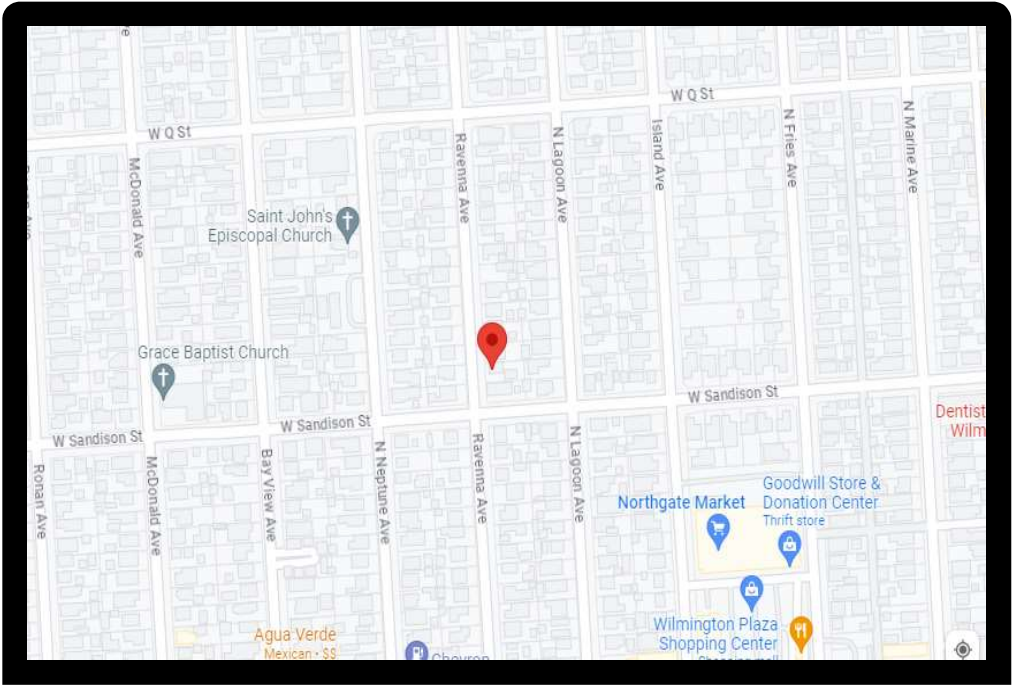 W Q St
W Q St
McDonald Ave
Ravenna Ave
N Lagoon Ave
Island Ave
N Fries Ave
N Marine Ave
Saint John's
Episcopal Church
Grace Baptist Church
W Sandison St
W Sandison St
W Sandison St
Dentist
Wilm
Ronan Ave
McDonald Ave
Bay View Ave
N Neptune Ave
Ravenna Ave
N Lagoon Ave
Northgate Market
Goodwill Store &
Donation Center
Thrift store
Wilmington Plaza
Shopping Center
Shopping mall
Agua Verde
Mexican • $$
Chevron